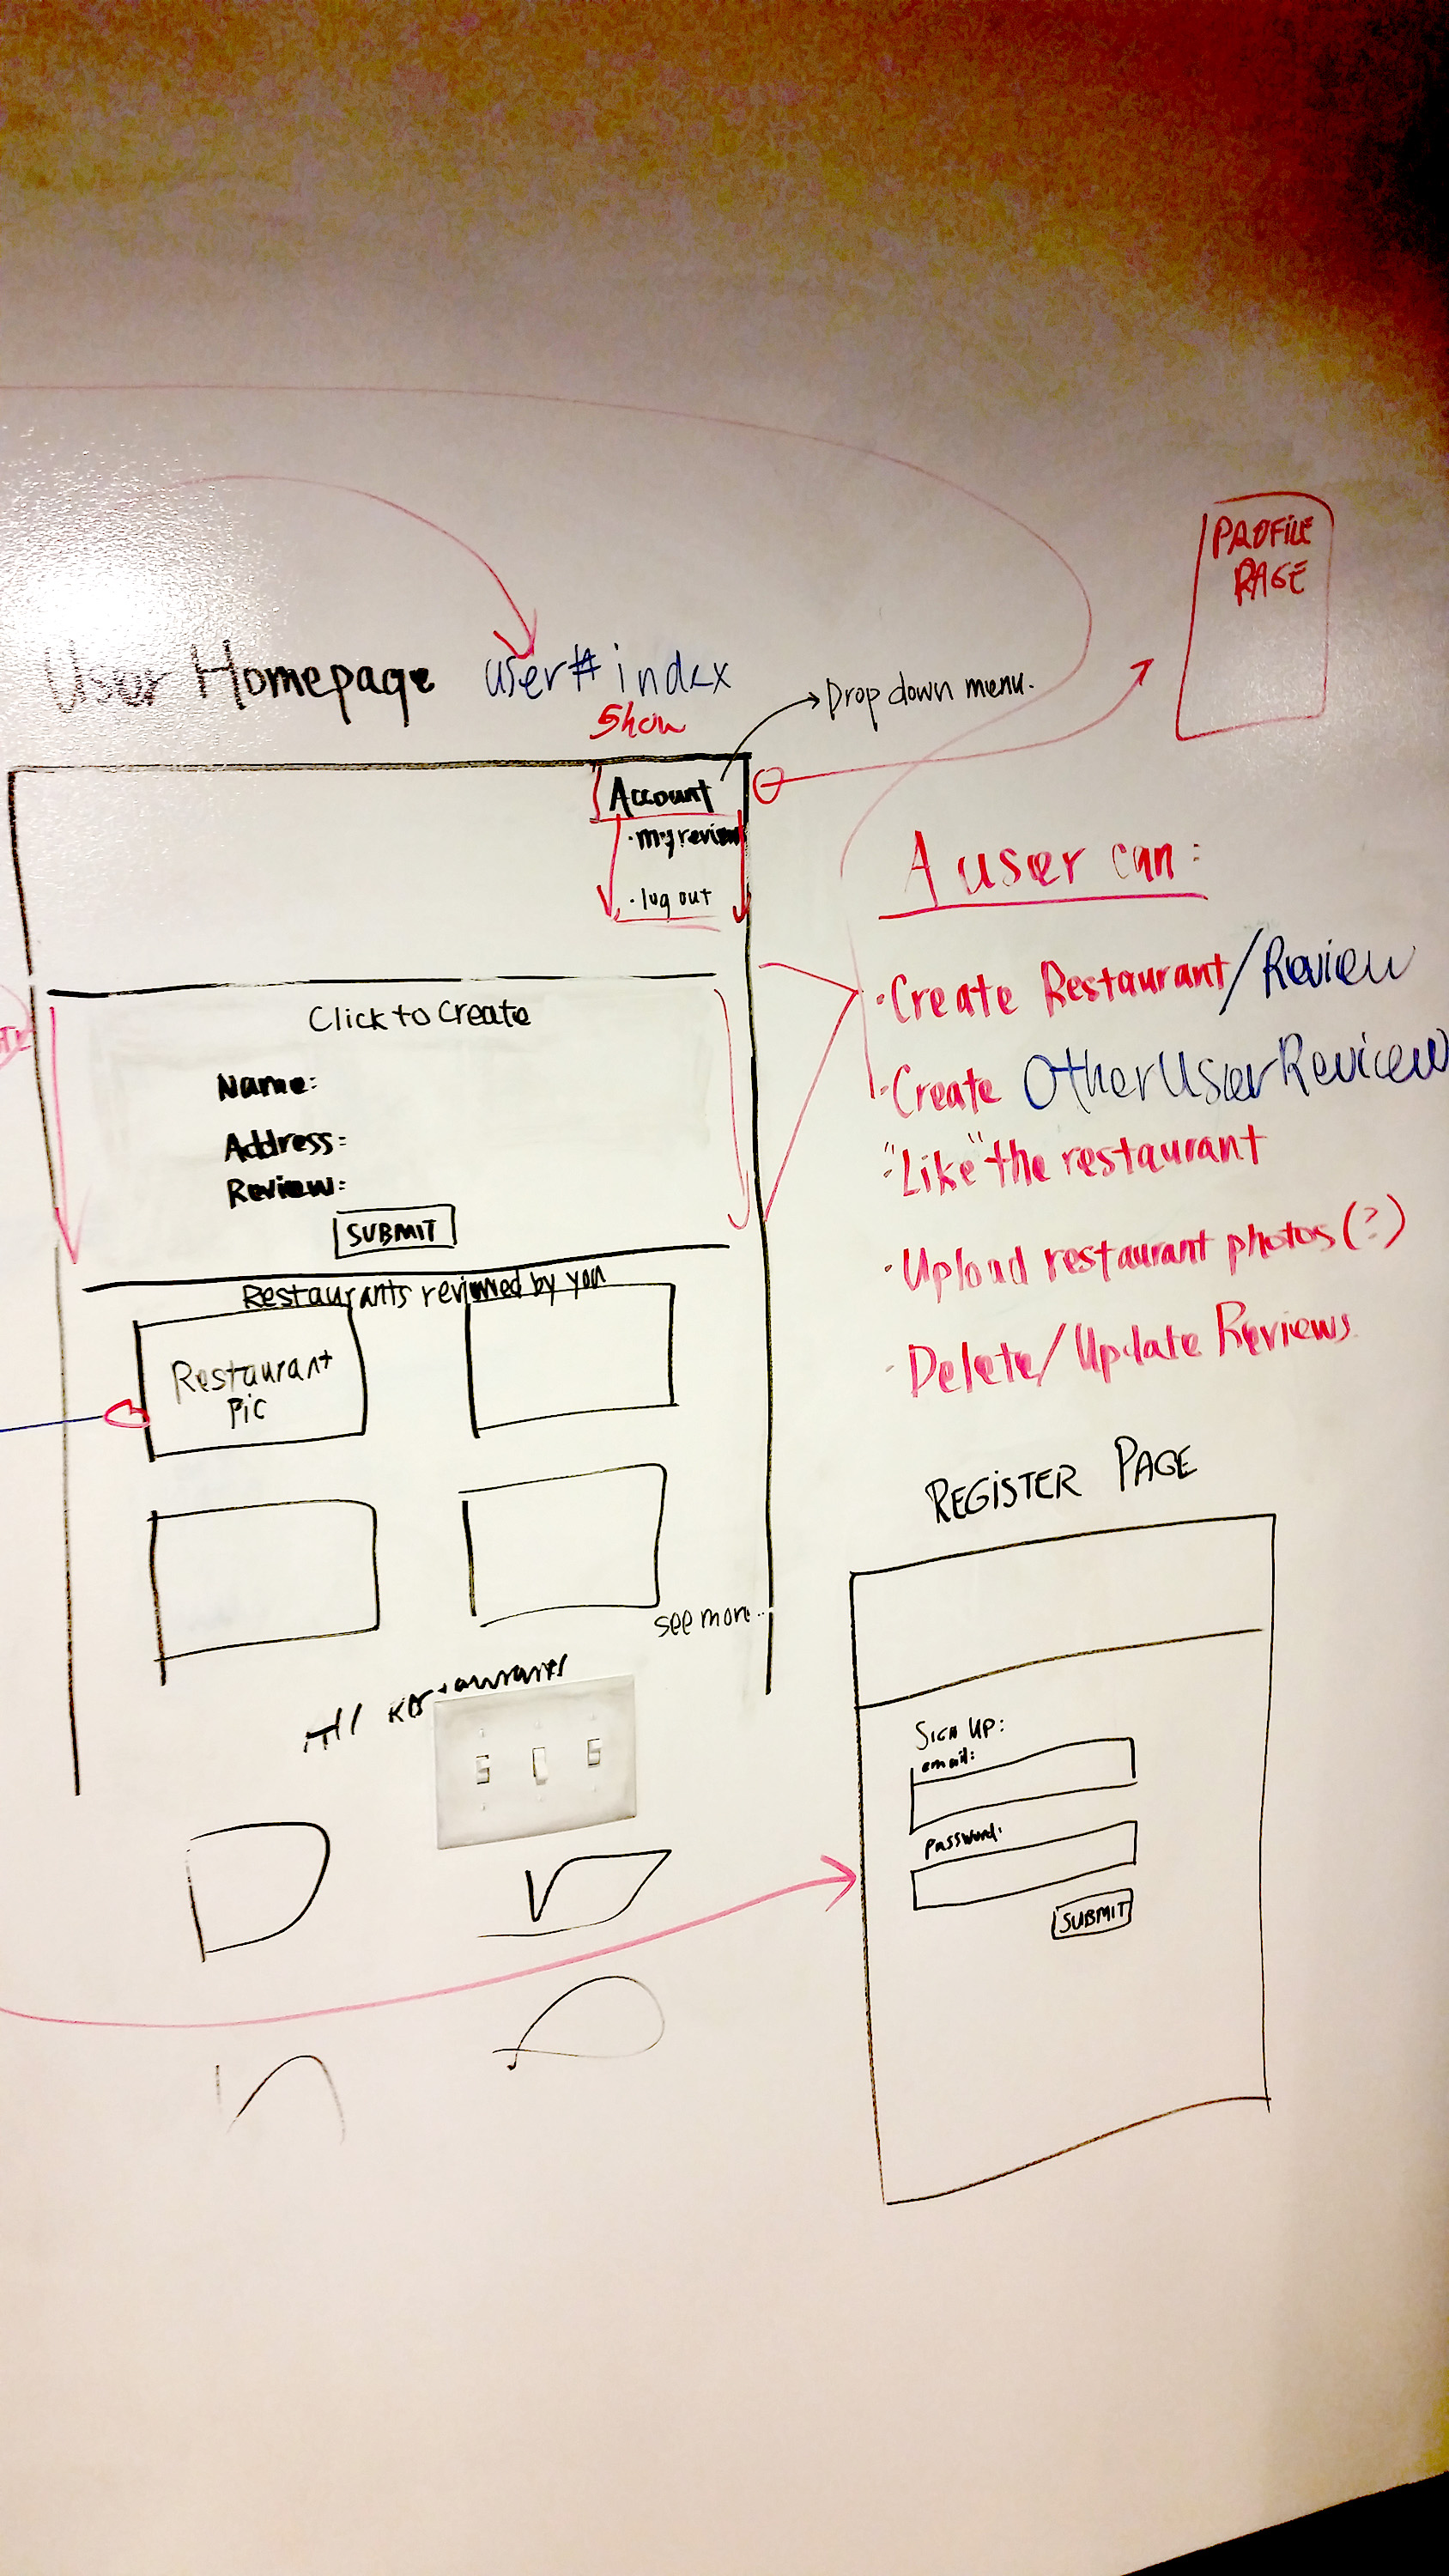 PROFILE
PAGE
User Homepage user#index
Show
Drop down menu.
Account
· my review
· log out
A user can:
· Create Restaurant/Review
· Create OtherUserReview
· "Like" the restaurant
· Upload restaurant photos(?)
· Delete/Update Reviews
Click to Create
Name:
Address:
Review:
SUBMIT
Restaurants reviewed by you
Restaurant
Pic
see more..
All Restaurants
REGISTER PAGE
SIGN UP:
email:
Password:
SUBMIT